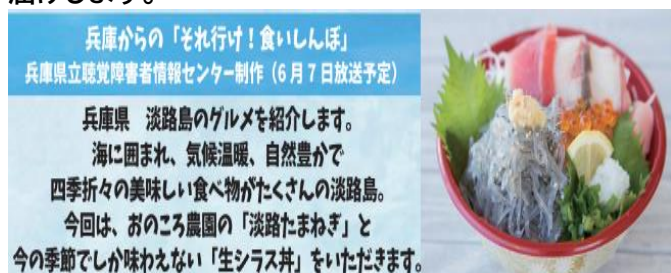 届けします。
兵庫からの「それ行け！食いしんぼ」
兵庫県立聴覚障害者情報センター制作（6月7日放送予定）
兵庫県　淡路島のグルメを紹介します。
海に囲まれ、気候温暖、自然豊かで
四季折々の美味しい食べ物がたくさんの淡路島。
今回は、おのころ農園の「淡路たまねぎ」と
今の季節でしか味わえない「生シラス丼」をいただきます。